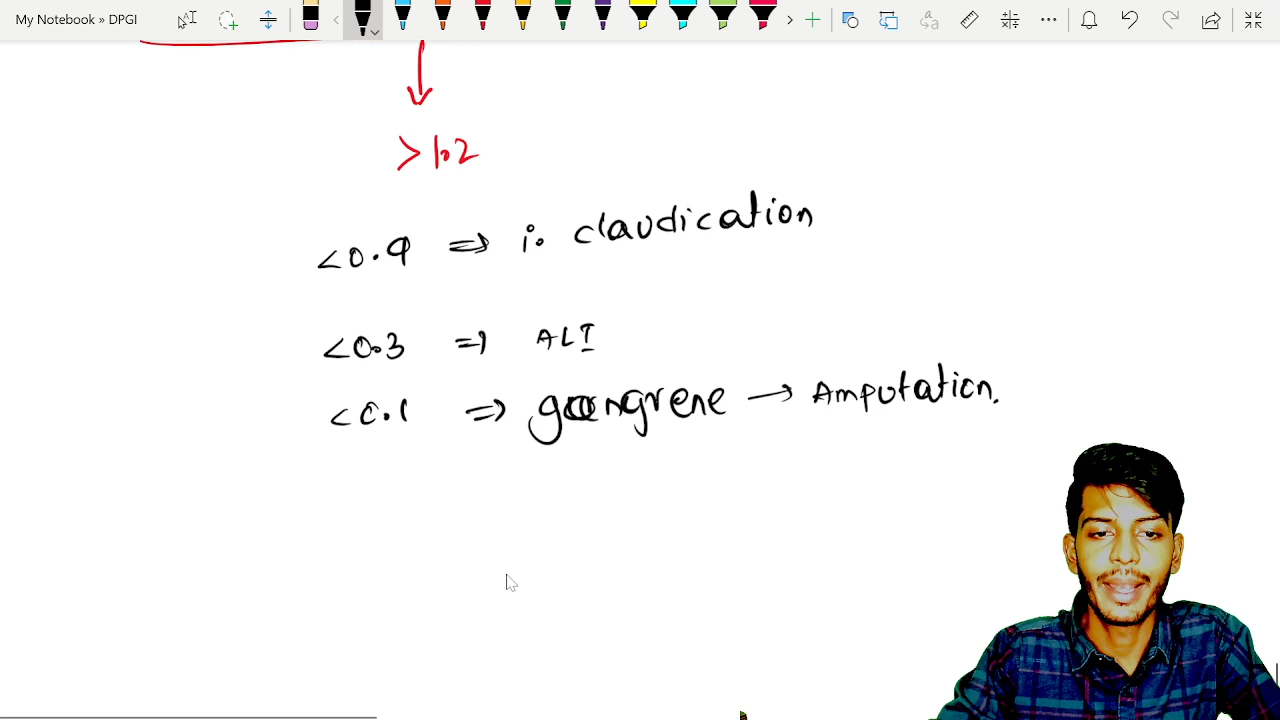 My Notebook » DPGI
>1.2
<0.9 ⇒ i. claudication
<0.3 ⇒ ALI
<0.1 ⇒ gangrene → Amputation.